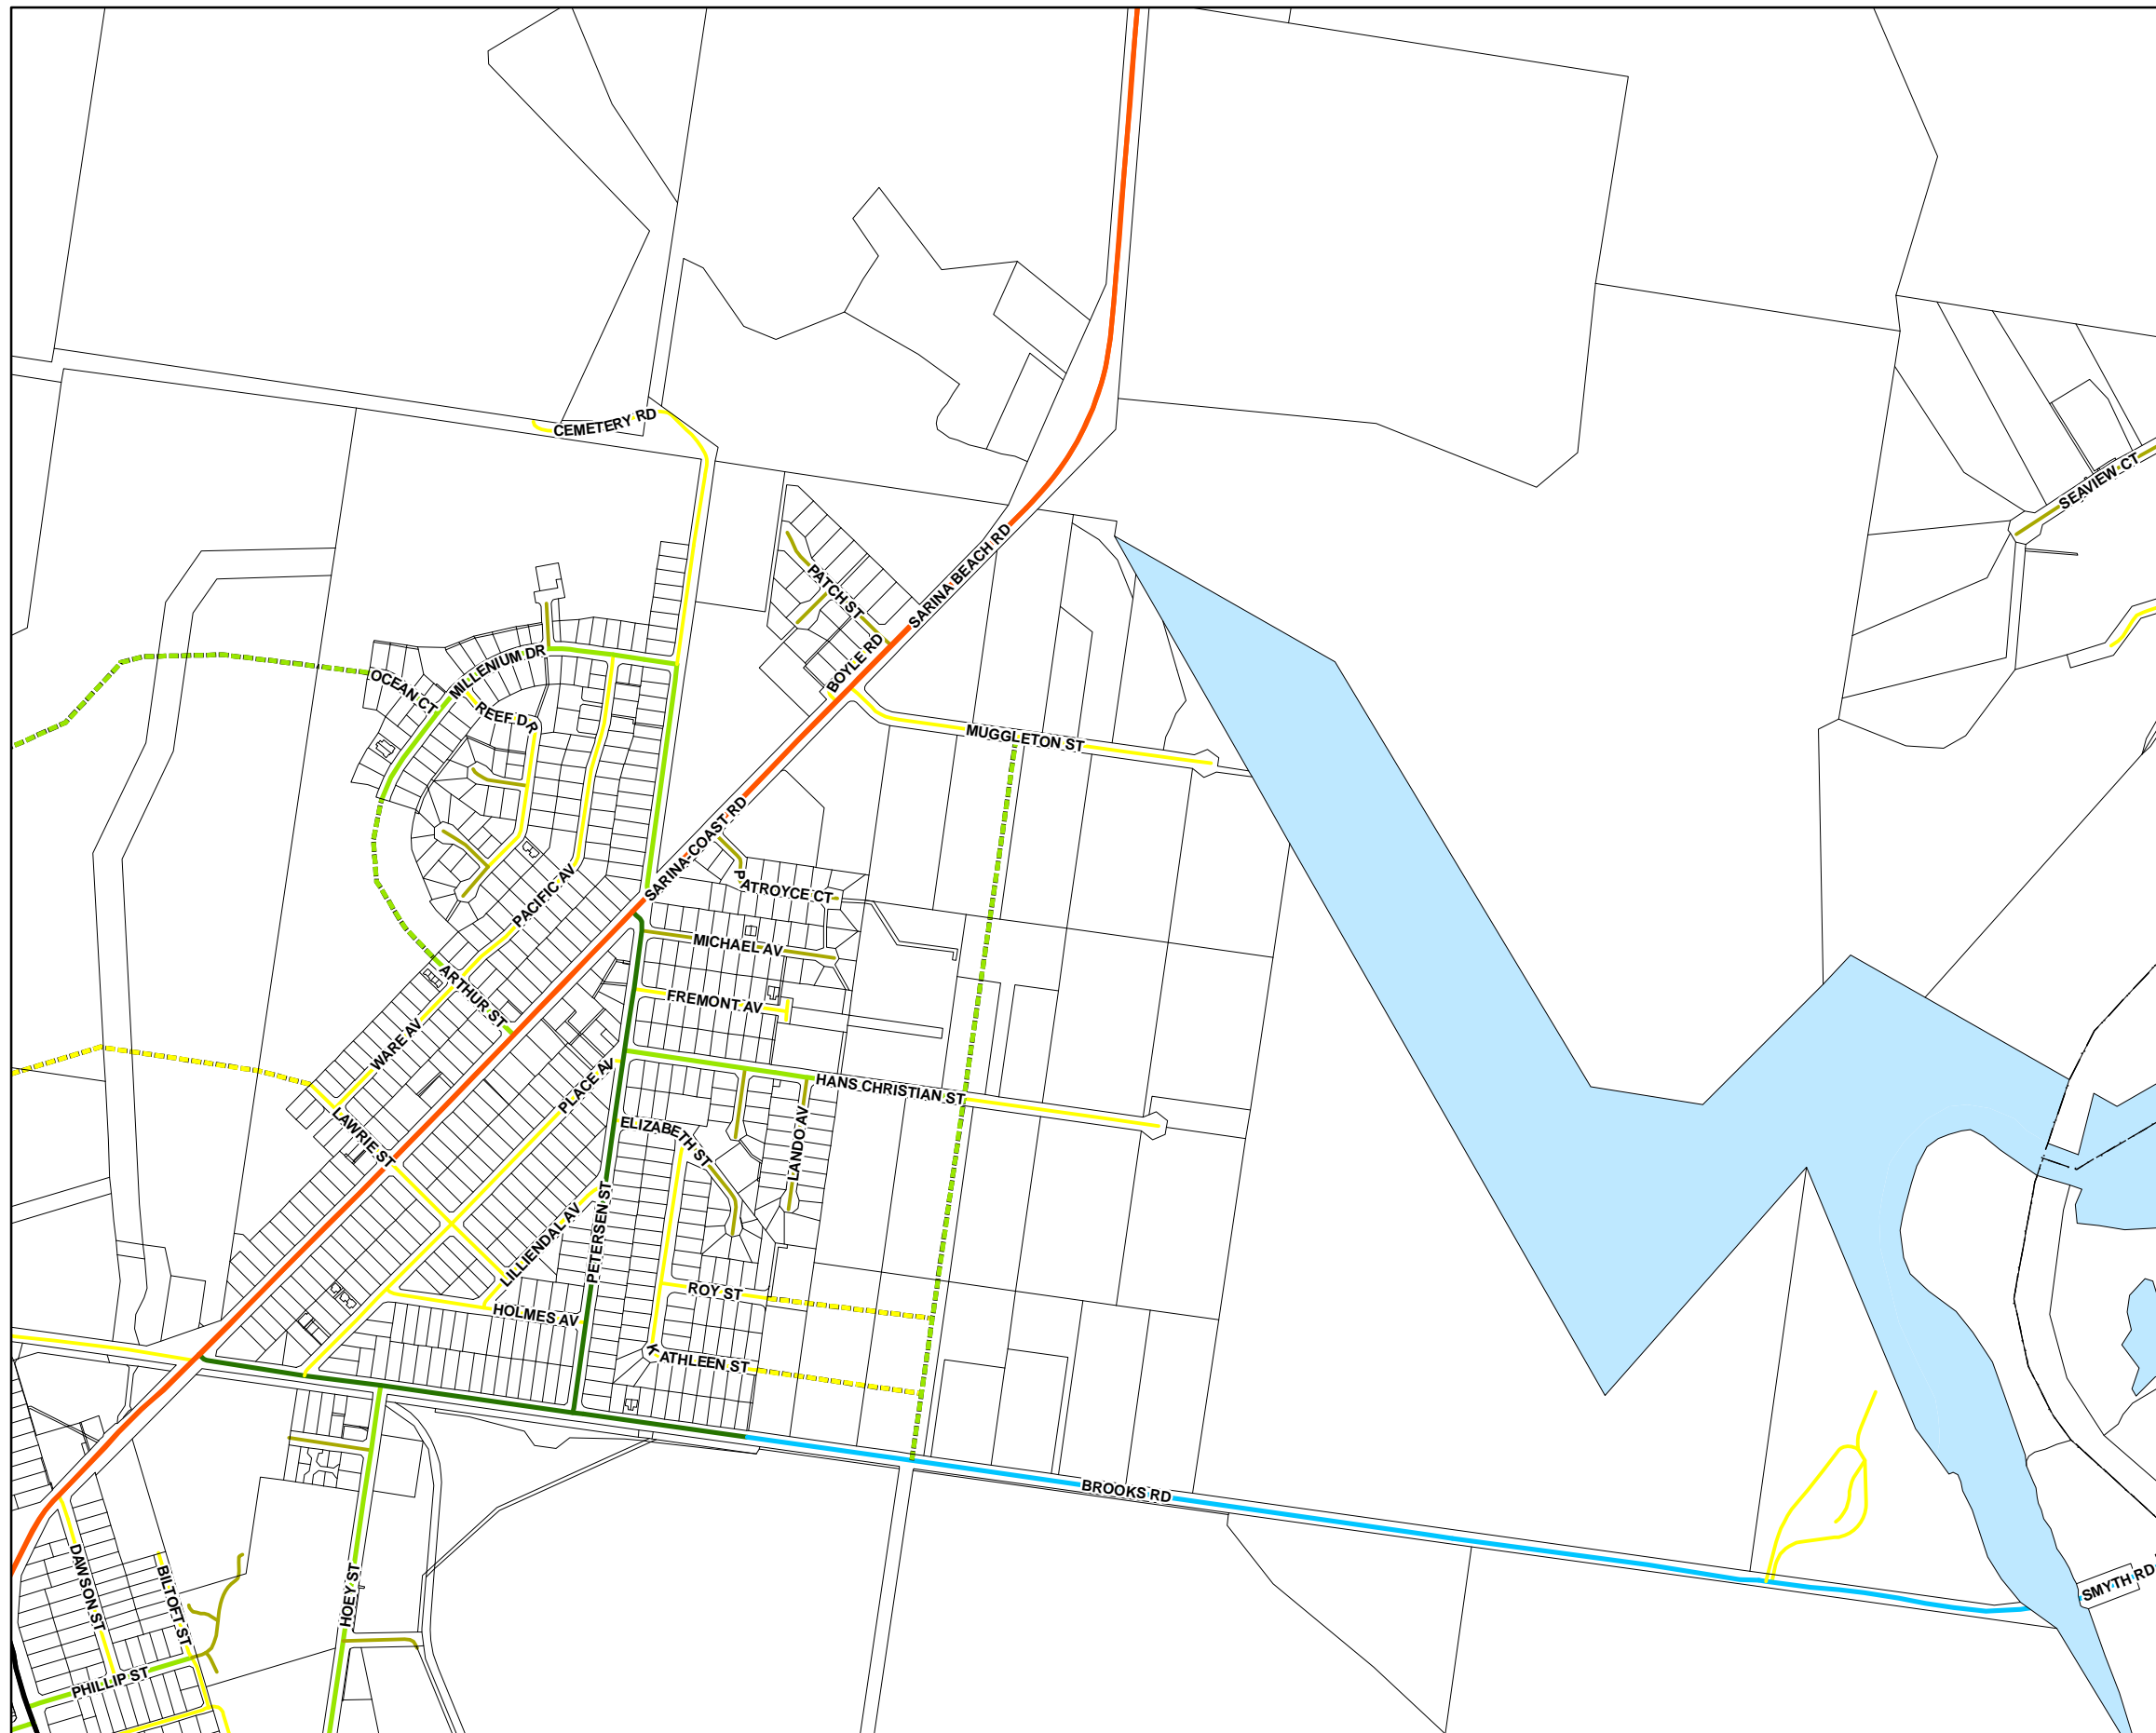 CEMETERY RD
SEAVIEW CT
SARINA BEACH RD
PATCH ST
BOYLE RD
MILLENIUM DR
OCEAN CT
REEF DR
MUGGLETON ST
SARINA-COAST RD
PATROYCE CT
PACIFIC AV
MICHAEL AV
ARTHUR ST
FREMONT AV
WARE AV
PLACE AV
HANS CHRISTIAN ST
LAWRIE ST
ELIZABETH ST
LANDO AV
LILLIENDAL AV
PETERSEN ST
ROY ST
HOLMES AV
KATHLEEN ST
BROOKS RD
DAWSON ST
BILTOFT ST
HOEY ST
SMYTH RD
PHILLIP ST